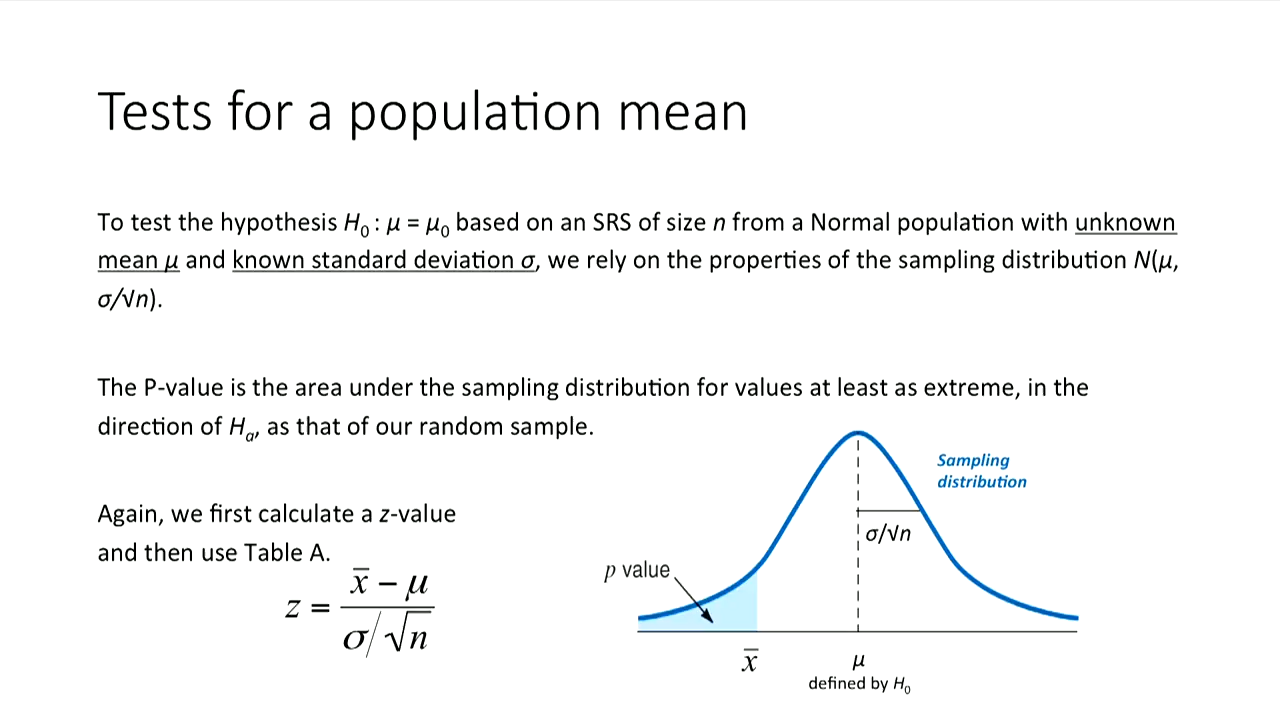 Tests for a population mean
To test the hypothesis H₀ : μ = μ₀ based on an SRS of size n from a Normal population with unknown
mean μ and known standard deviation σ, we rely on the properties of the sampling distribution N(μ,
σ/√n).
The P-value is the area under the sampling distribution for values at least as extreme, in the
direction of Hₐ, as that of our random sample.
Again, we first calculate a z-value
and then use Table A.
z = (x̄ − μ) / (σ/√n)
Sampling
distribution
σ/√n
p value
x̄
μ
defined by H₀